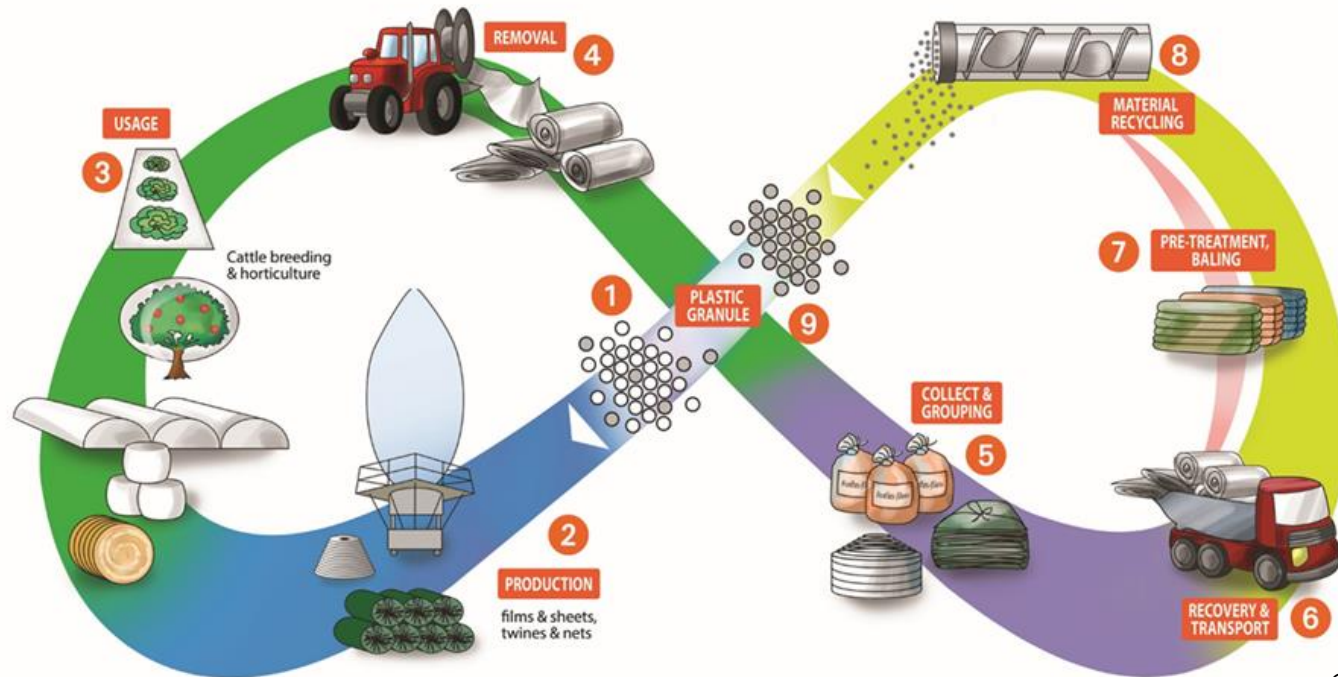 1
PLASTIC
GRANULE
2
PRODUCTION
films & sheets,
twines & nets
3
USAGE
Cattle breeding
& horticulture
4
REMOVAL
5
COLLECT &
GROUPING
6
RECOVERY &
TRANSPORT
7
PRE-TREATMENT,
BALING
8
MATERIAL
RECYCLING
9